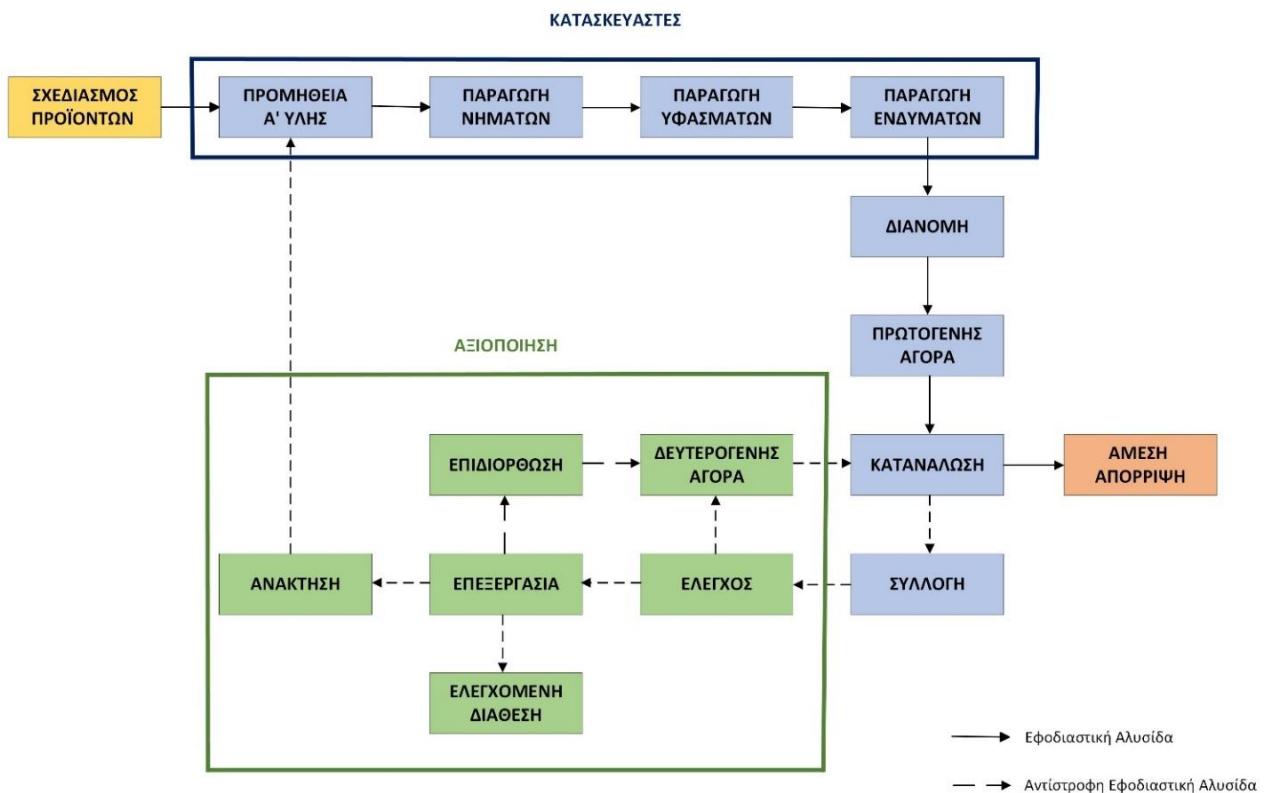 ΚΑΤΑΣΚΕΥΑΣΤΕΣ
ΣΧΕΔΙΑΣΜΟΣ
ΠΡΟΪΟΝΤΩΝ
ΠΡΟΜΗΘΕΙΑ
Α' ΥΛΗΣ
ΠΑΡΑΓΩΓΗ
ΝΗΜΑΤΩΝ
ΠΑΡΑΓΩΓΗ
ΥΦΑΣΜΑΤΩΝ
ΠΑΡΑΓΩΓΗ
ΕΝΔΥΜΑΤΩΝ
ΔΙΑΝΟΜΗ
ΠΡΩΤΟΓΕΝΗΣ
ΑΓΟΡΑ
ΑΞΙΟΠΟΙΗΣΗ
ΕΠΙΔΙΟΡΘΩΣΗ
ΔΕΥΤΕΡΟΓΕΝΗΣ
ΑΓΟΡΑ
ΚΑΤΑΝΑΛΩΣΗ
ΑΜΕΣΗ
ΑΠΟΡΡΙΨΗ
ΑΝΑΚΤΗΣΗ
ΕΠΕΞΕΡΓΑΣΙΑ
ΕΛΕΓΧΟΣ
ΣΥΛΛΟΓΗ
ΕΛΕΓΧΟΜΕΝΗ
ΔΙΑΘΕΣΗ
Εφοδιαστική Αλυσίδα
Αντίστροφη Εφοδιαστική Αλυσίδα